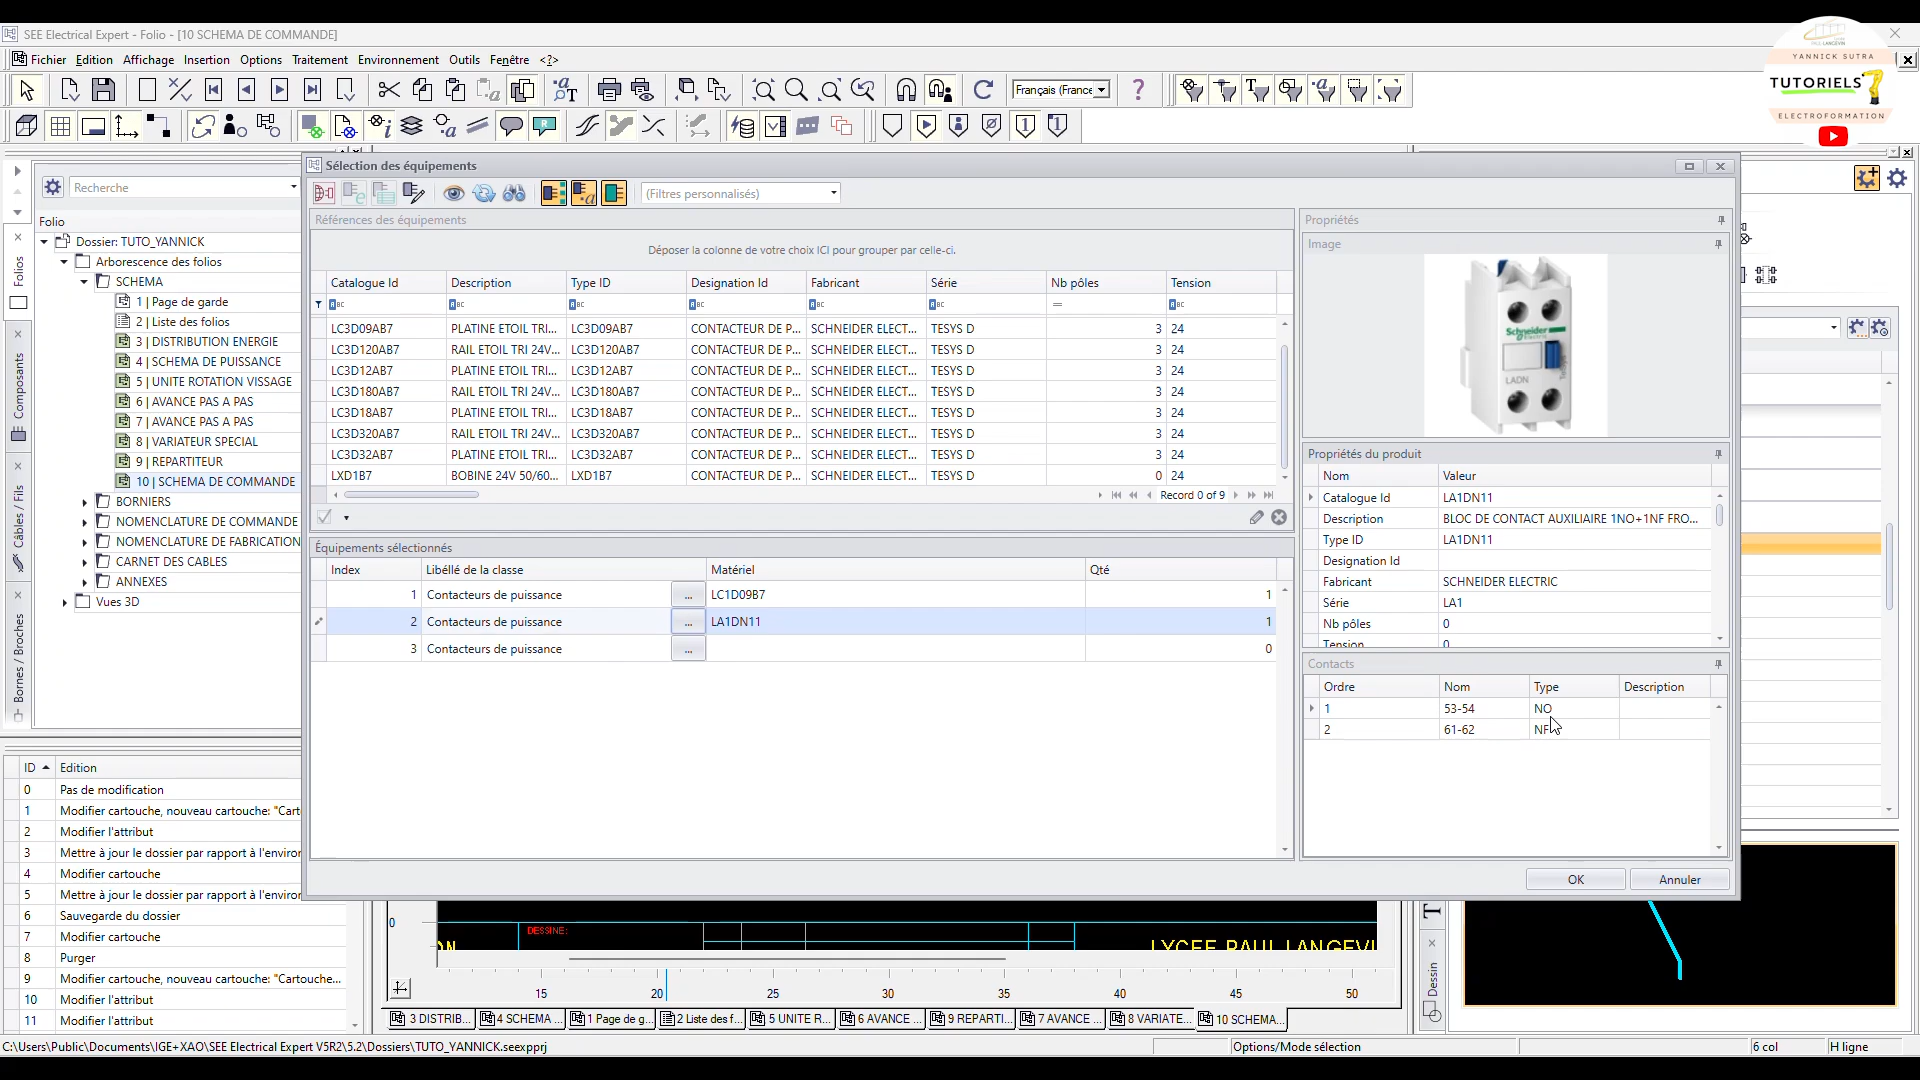 SEE Electrical Expert - Folio - [10 SCHEMA DE COMMANDE]
Fichier Edition Affichage Insertion Options Traitement Environnement Outils Fenêtre <?>
Français (France
YANNICK SUTRA
TUTORIELS
ELECTROFORMATION
Recherche
Folio
Dossier: TUTO_YANNICK
Arborescence des folios
SCHEMA
1 | Page de garde
2 | Liste des folios
3 | DISTRIBUTION ENERGIE
4 | SCHEMA DE PUISSANCE
5 | UNITE ROTATION VISSAGE
6 | AVANCE PAS A PAS
7 | AVANCE PAS A PAS
8 | VARIATEUR SPECIAL
9 | REPARTITEUR
10 | SCHEMA DE COMMANDE
BORNIERS
NOMENCLATURE DE COMMANDE
NOMENCLATURE DE FABRICATION
CARNET DES CABLES
ANNEXES
Vues 3D
Folios
Composants
Câbles / Fils
Bornes / Broches
ID Edition
0 Pas de modification
1 Modifier cartouche, nouveau cartouche: "Carto
2 Modifier l'attribut
3 Mettre à jour le dossier par rapport à l'enviror
4 Modifier cartouche
5 Mettre à jour le dossier par rapport à l'enviror
6 Sauvegarde du dossier
7 Modifier cartouche
8 Purger
9 Modifier cartouche, nouveau cartouche: "Cartouche...
10 Modifier l'attribut
11 Modifier l'attribut
Sélection des équipements
(Filtres personnalisés)
Références des équipements
Déposer la colonne de votre choix ICI pour grouper par celle-ci.
Catalogue Id Description Type ID Designation Id Fabricant Série Nb pôles Tension
LC3D09AB7 PLATINE ETOIL TRI... LC3D09AB7 CONTACTEUR DE P... SCHNEIDER ELECT... TESYS D 3 24
LC3D120AB7 RAIL ETOIL TRI 24V... LC3D120AB7 CONTACTEUR DE P... SCHNEIDER ELECT... TESYS D 3 24
LC3D12AB7 PLATINE ETOIL TRI... LC3D12AB7 CONTACTEUR DE P... SCHNEIDER ELECT... TESYS D 3 24
LC3D180AB7 RAIL ETOIL TRI 24V... LC3D180AB7 CONTACTEUR DE P... SCHNEIDER ELECT... TESYS D 3 24
LC3D18AB7 PLATINE ETOIL TRI... LC3D18AB7 CONTACTEUR DE P... SCHNEIDER ELECT... TESYS D 3 24
LC3D320AB7 RAIL ETOIL TRI 24V... LC3D320AB7 CONTACTEUR DE P... SCHNEIDER ELECT... TESYS D 3 24
LC3D32AB7 PLATINE ETOIL TRI... LC3D32AB7 CONTACTEUR DE P... SCHNEIDER ELECT... TESYS D 3 24
LXD1B7 BOBINE 24V 50/60... LXD1B7 CONTACTEUR DE P... SCHNEIDER ELECT... TESYS D 0 24
Record 0 of 9
Équipements sélectionnés
Index Libéllé de la classe Matériel Qté
1 Contacteurs de puissance ... LC1D09B7 1
2 Contacteurs de puissance ... LA1DN11 1
3 Contacteurs de puissance ... 0
Propriétés
Image
Schneider
Electric
LADN
Propriétés du produit
Nom Valeur
Catalogue Id LA1DN11
Description BLOC DE CONTACT AUXILIAIRE 1NO+1NF FRO...
Type ID LA1DN11
Designation Id
Fabricant SCHNEIDER ELECTRIC
Série LA1
Nb pôles 0
Tension 0
Contacts
Ordre Nom Type Description
1 53-54 NO
2 61-62 NF
OK Annuler
0
DESSINE:
LYCEE PAUL LANGEVI
15 20 25 30 35 40 45 50
Dessin
3 DISTRIB... 4 SCHEMA ... 1 Page de g... 2 Liste des f... 5 UNITE R... 6 AVANCE ... 9 REPARTI... 7 AVANCE ... 8 VARIATE... 10 SCHEMA...
C:\Users\Public\Documents\IGE+XAO\SEE Electrical Expert V5R2\5.2\Dossiers\TUTO_YANNICK.seexpprj
Options/Mode sélection
6 col
H ligne